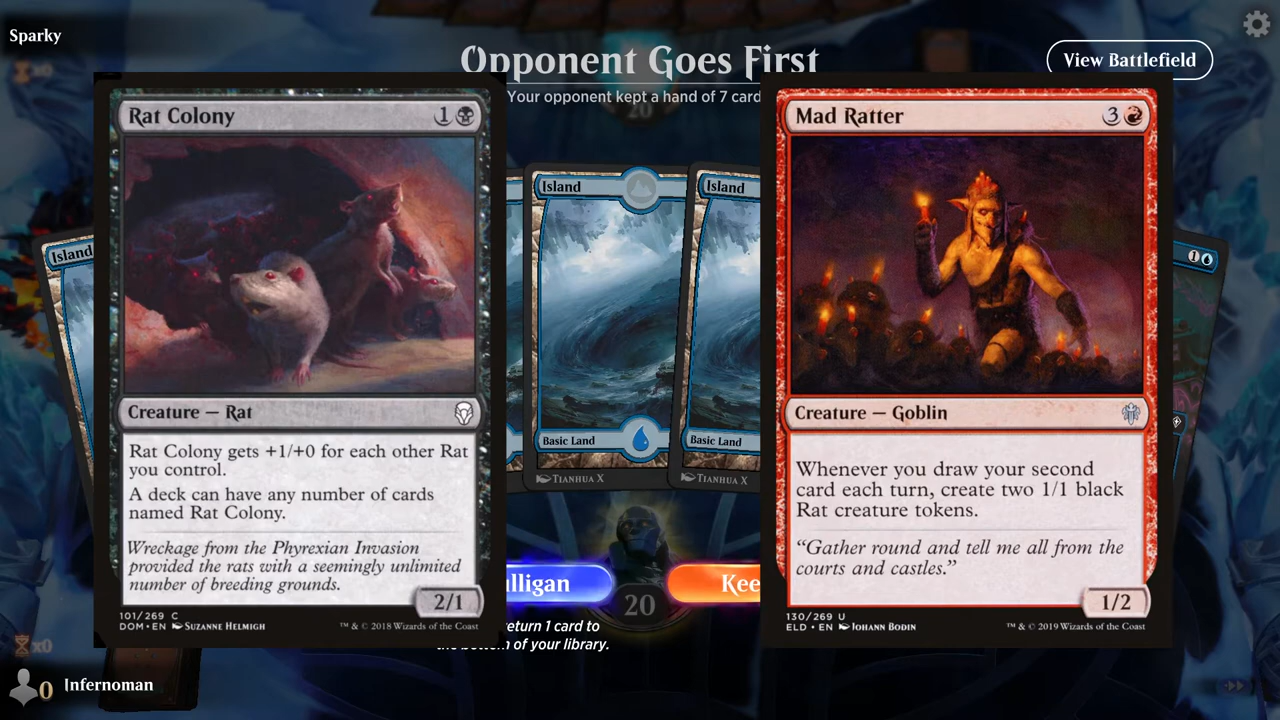 Sparky
Opponent Goes First
View Battlefield
Your opponent kept a hand of 7 card
20
Rat Colony
1
Creature — Rat
Rat Colony gets +1/+0 for each other Rat
you control.
A deck can have any number of cards
named Rat Colony.
Wreckage from the Phyrexian Invasion
provided the rats with a seemingly unlimited
number of breeding grounds.
2/1
101/269 C
DOM • EN Suzanne Helmigh
™ & © 2018 Wizards of the Coast
Island
Island
Basic Land
Tianhua X
Island
Basic Land
Tianhua X
Mad Ratter
3
Creature — Goblin
Whenever you draw your second
card each turn, create two 1/1 black
Rat creature tokens.
“Gather round and tell me all from the
courts and castles.”
1/2
130/269 U
ELD • EN Johann Bodin
™ & © 2019 Wizards of the Coast
1
lligan
20
Kee
eturn 1 card to
of your library.
x0
x0
0
Infernoman